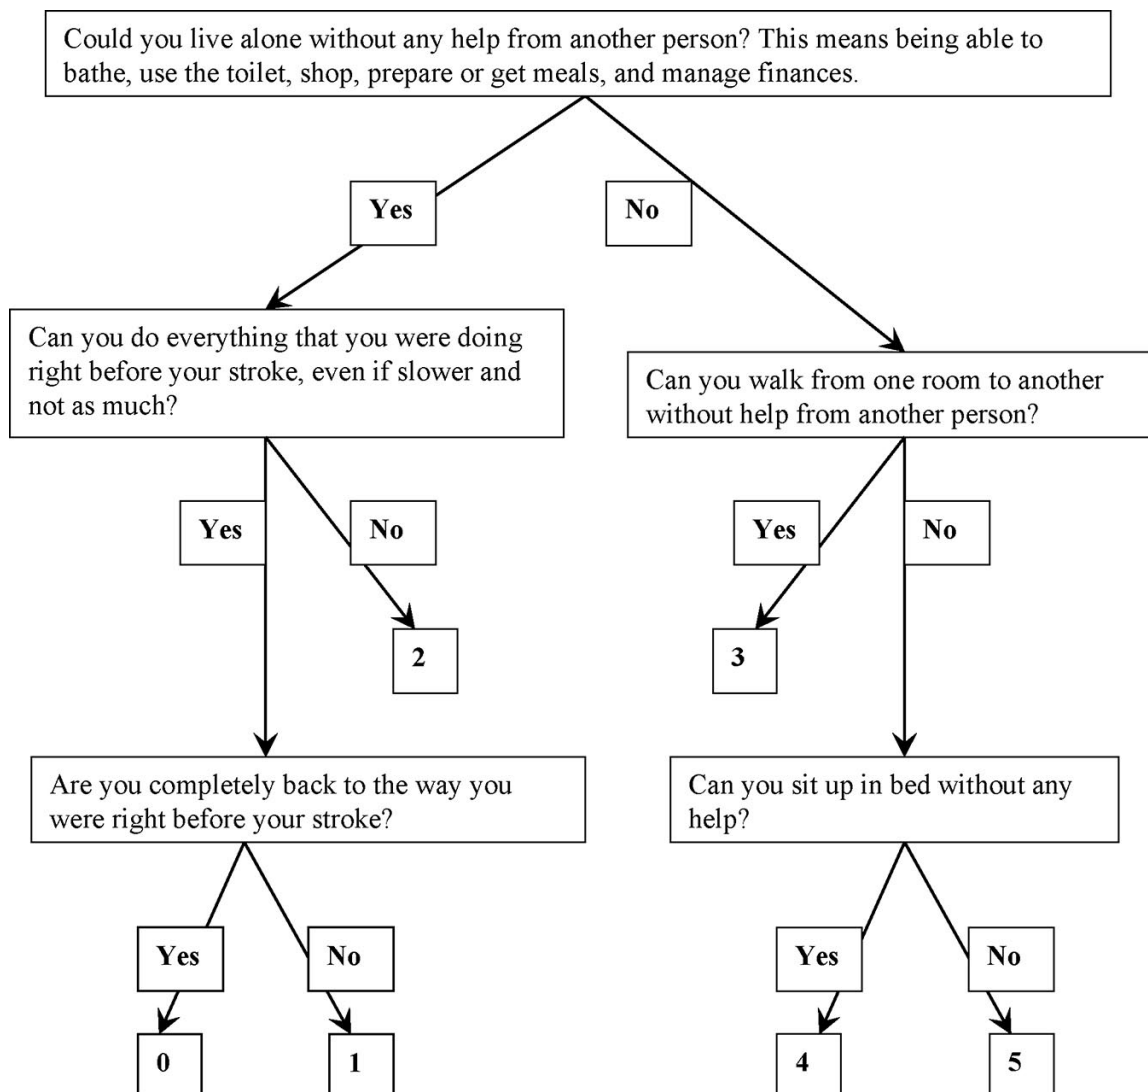 Could you live alone without any help from another person? This means being able to
bathe, use the toilet, shop, prepare or get meals, and manage finances.
Yes
No
Can you do everything that you were doing
right before your stroke, even if slower and
not as much?
Can you walk from one room to another
without help from another person?
Yes
No
Yes
No
2
3
Are you completely back to the way you
were right before your stroke?
Can you sit up in bed without any
help?
Yes
No
Yes
No
0
1
4
5